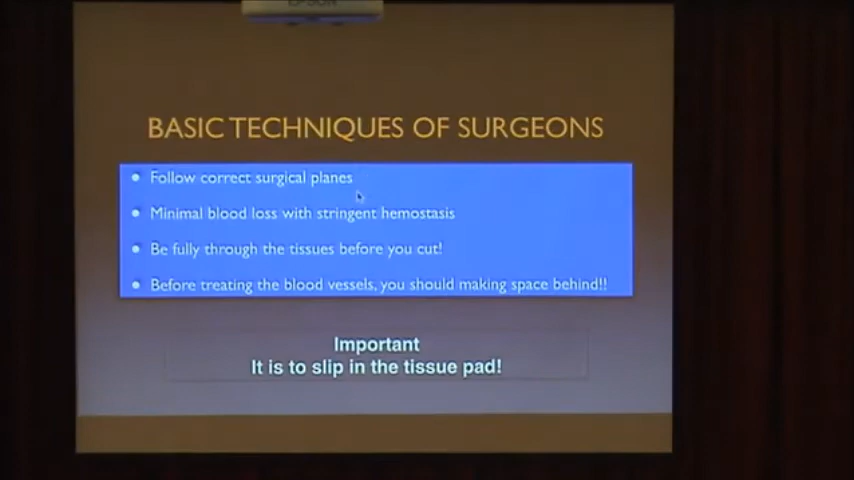 EPSON
BASIC TECHNIQUES OF SURGEONS
Follow correct surgical planes
Minimal blood loss with stringent hemostasis
Be fully through the tissues before you cut!
Before treating the blood vessels, you should making space behind!!
Important
It is to slip in the tissue pad!